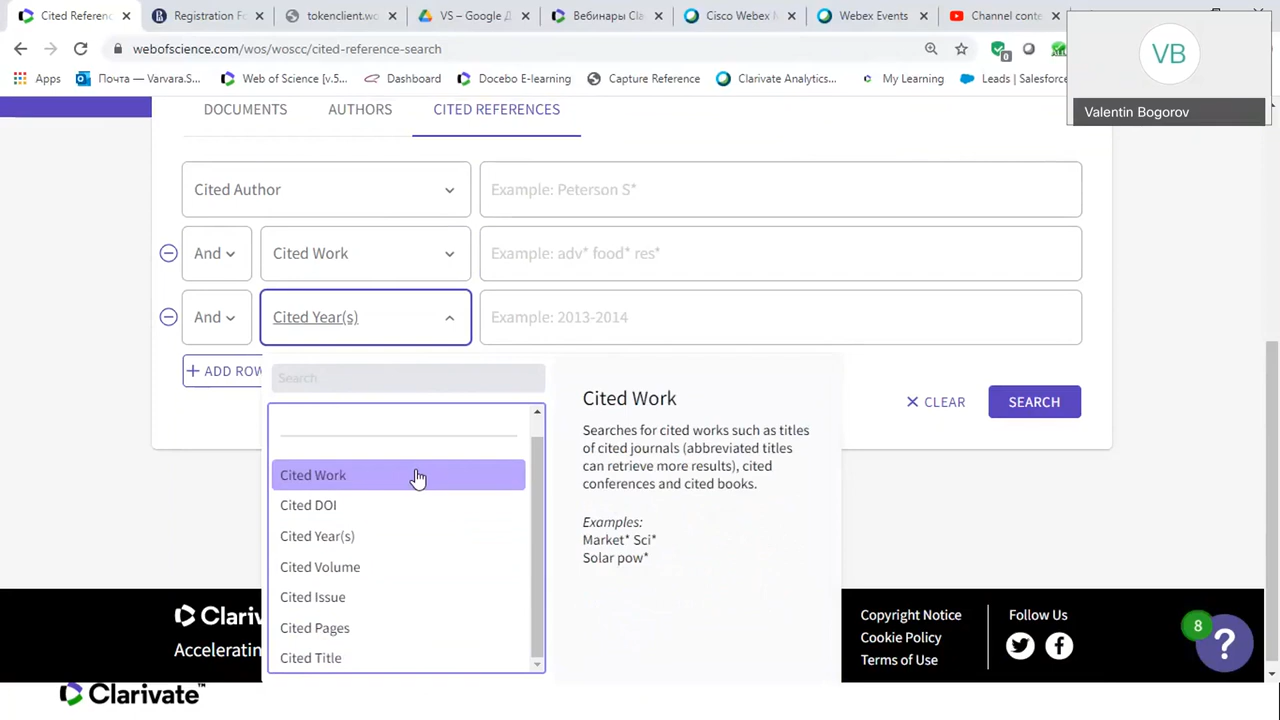 Cited Referenc
Registration Fo
tokenclient.wo
VS – Google Д
Вебинары Cla
Cisco Webex M
Webex Events
Channel conte
webofscience.com/wos/woscc/cited-reference-search
0
Apps
Почта — Varvara.S...
Web of Science [v.5...
Dashboard
Docebo E-learning
Capture Reference
Clarivate Analytics...
My Learning
Leads | Salesforce
VB
Valentin Bogorov
DOCUMENTS
AUTHORS
CITED REFERENCES
Cited Author
Example: Peterson S*
And
Cited Work
Example: adv* food* res*
And
Cited Year(s)
Example: 2013-2014
+ ADD ROW
CLEAR
SEARCH
Search
Cited Work
Cited DOI
Cited Year(s)
Cited Volume
Cited Issue
Cited Pages
Cited Title
Cited Work
Searches for cited works such as titles
of cited journals (abbreviated titles
can retrieve more results), cited
conferences and cited books.
Examples:
Market* Sci*
Solar pow*
Clari
Acceleratin
Copyright Notice
Cookie Policy
Terms of Use
Follow Us
8
?
Clarivate™